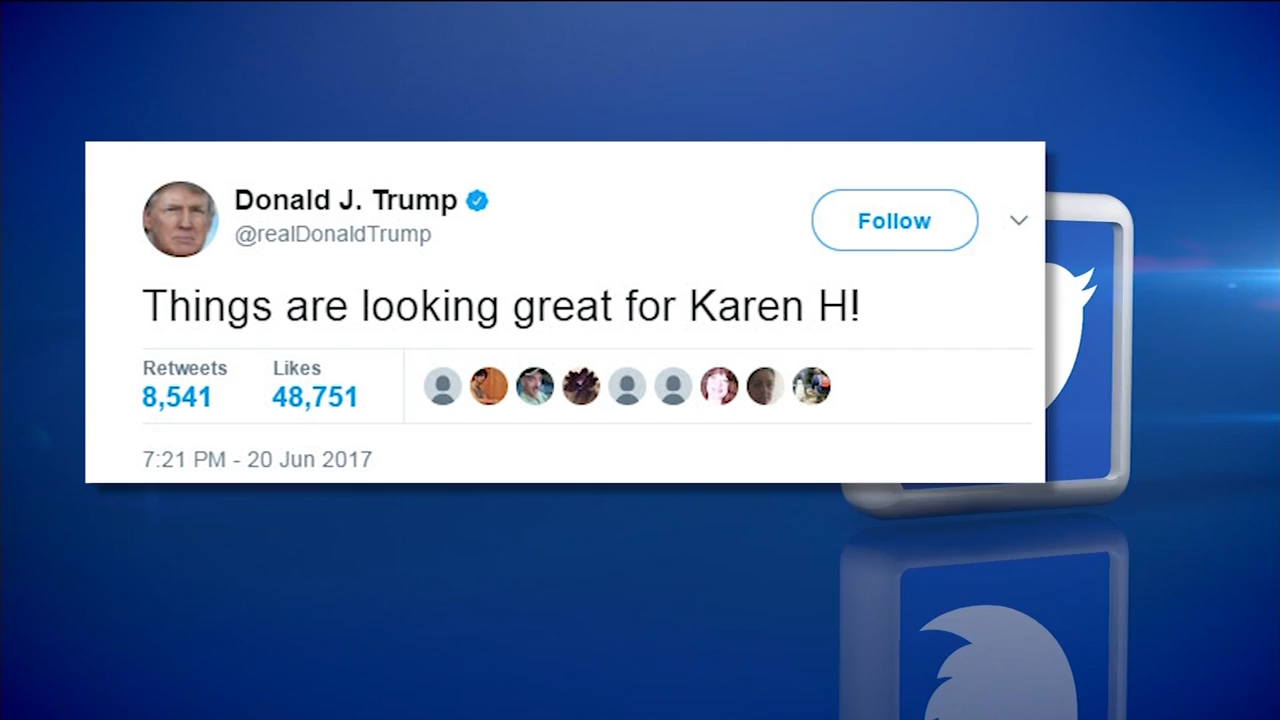 Donald J. Trump
@realDonaldTrump
Follow
Things are looking great for Karen H!
Retweets
8,541
Likes
48,751
7:21 PM - 20 Jun 2017